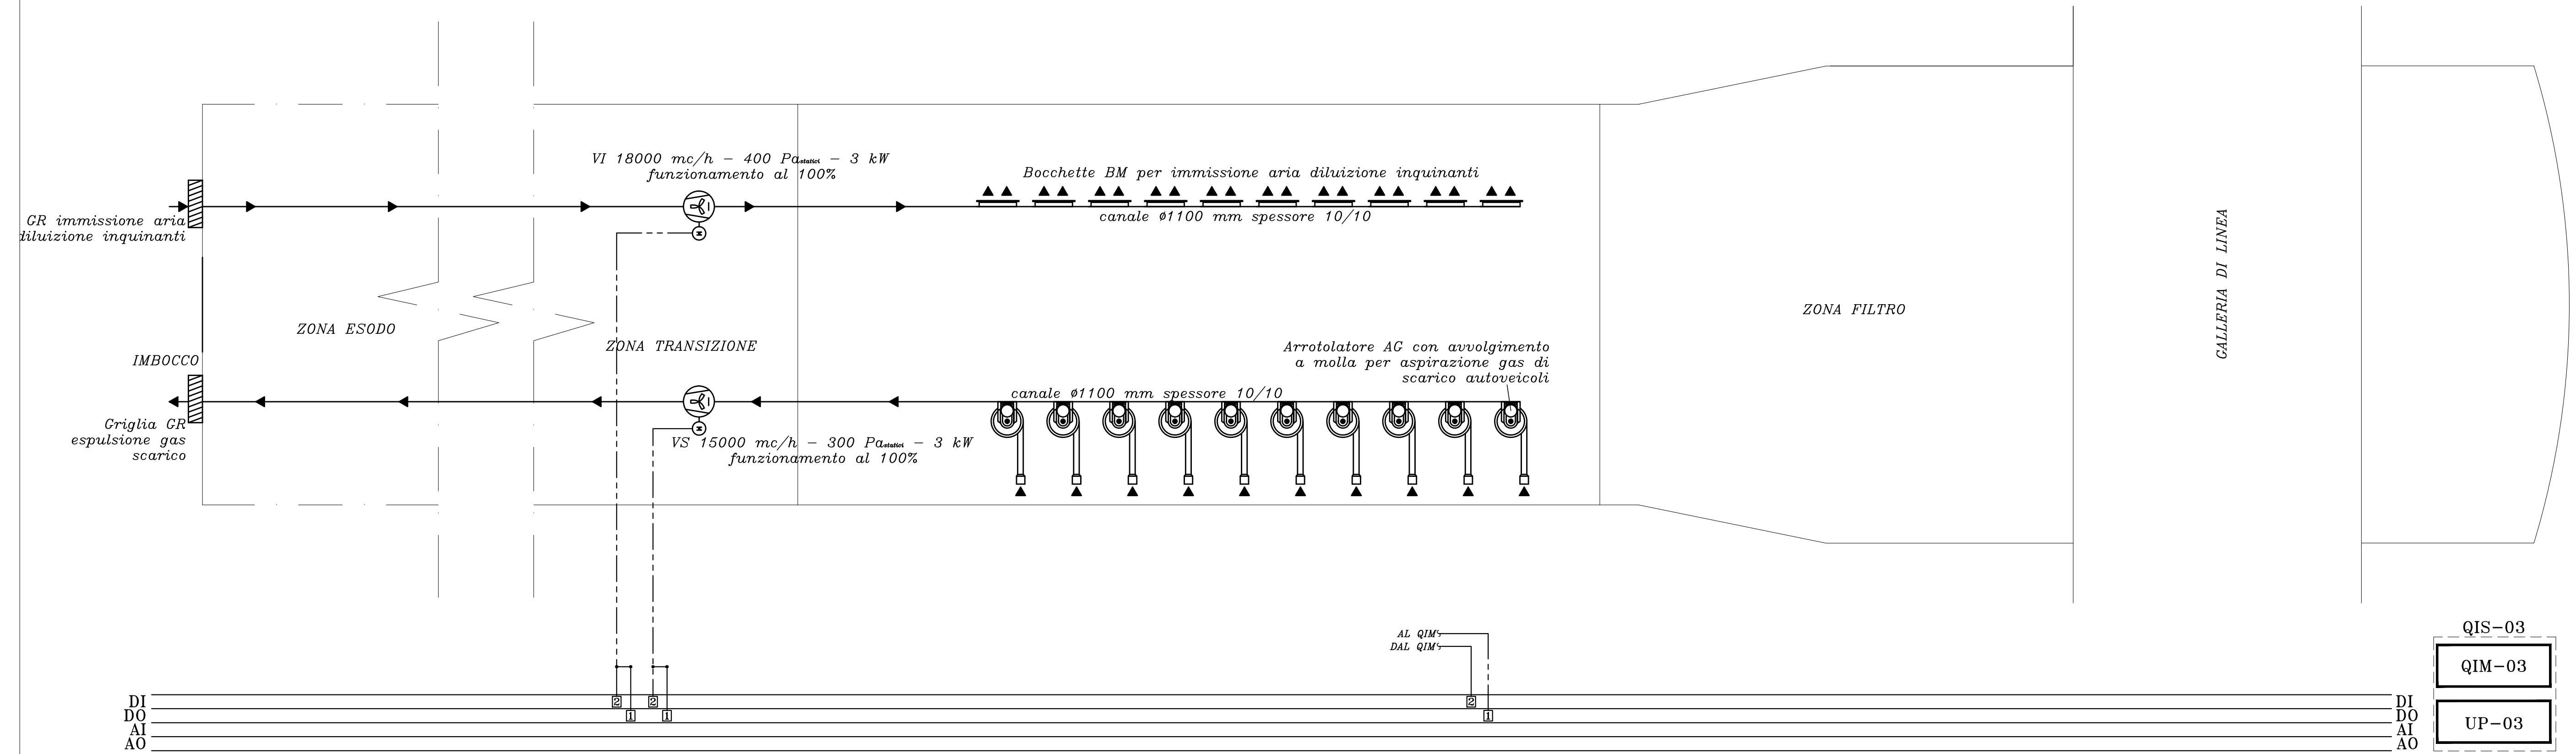 VI 18000 mc/h - 400 Pastatici - 3 kW
funzionamento al 100%
Bocchette BM per immissione aria diluizione inquinanti
canale ø1100 mm spessore 10/10
GR immissione aria
diluizione inquinanti
ZONA ESODO
ZONA TRANSIZIONE
IMBOCCO
ZONA FILTRO
GALLERIA DI LINEA
Arrotolatore AG con avvolgimento
a molla per aspirazione gas di
scarico autoveicoli
canale ø1100 mm spessore 10/10
Griglia GR
espulsione gas
scarico
VS 15000 mc/h - 300 Pastatici - 3 kW
funzionamento al 100%
AL QIM
DAL QIM
QIS-03
QIM-03
UP-03
DI
DO
AI
AO
2
1
2
1
2
1
DI
DO
AI
AO